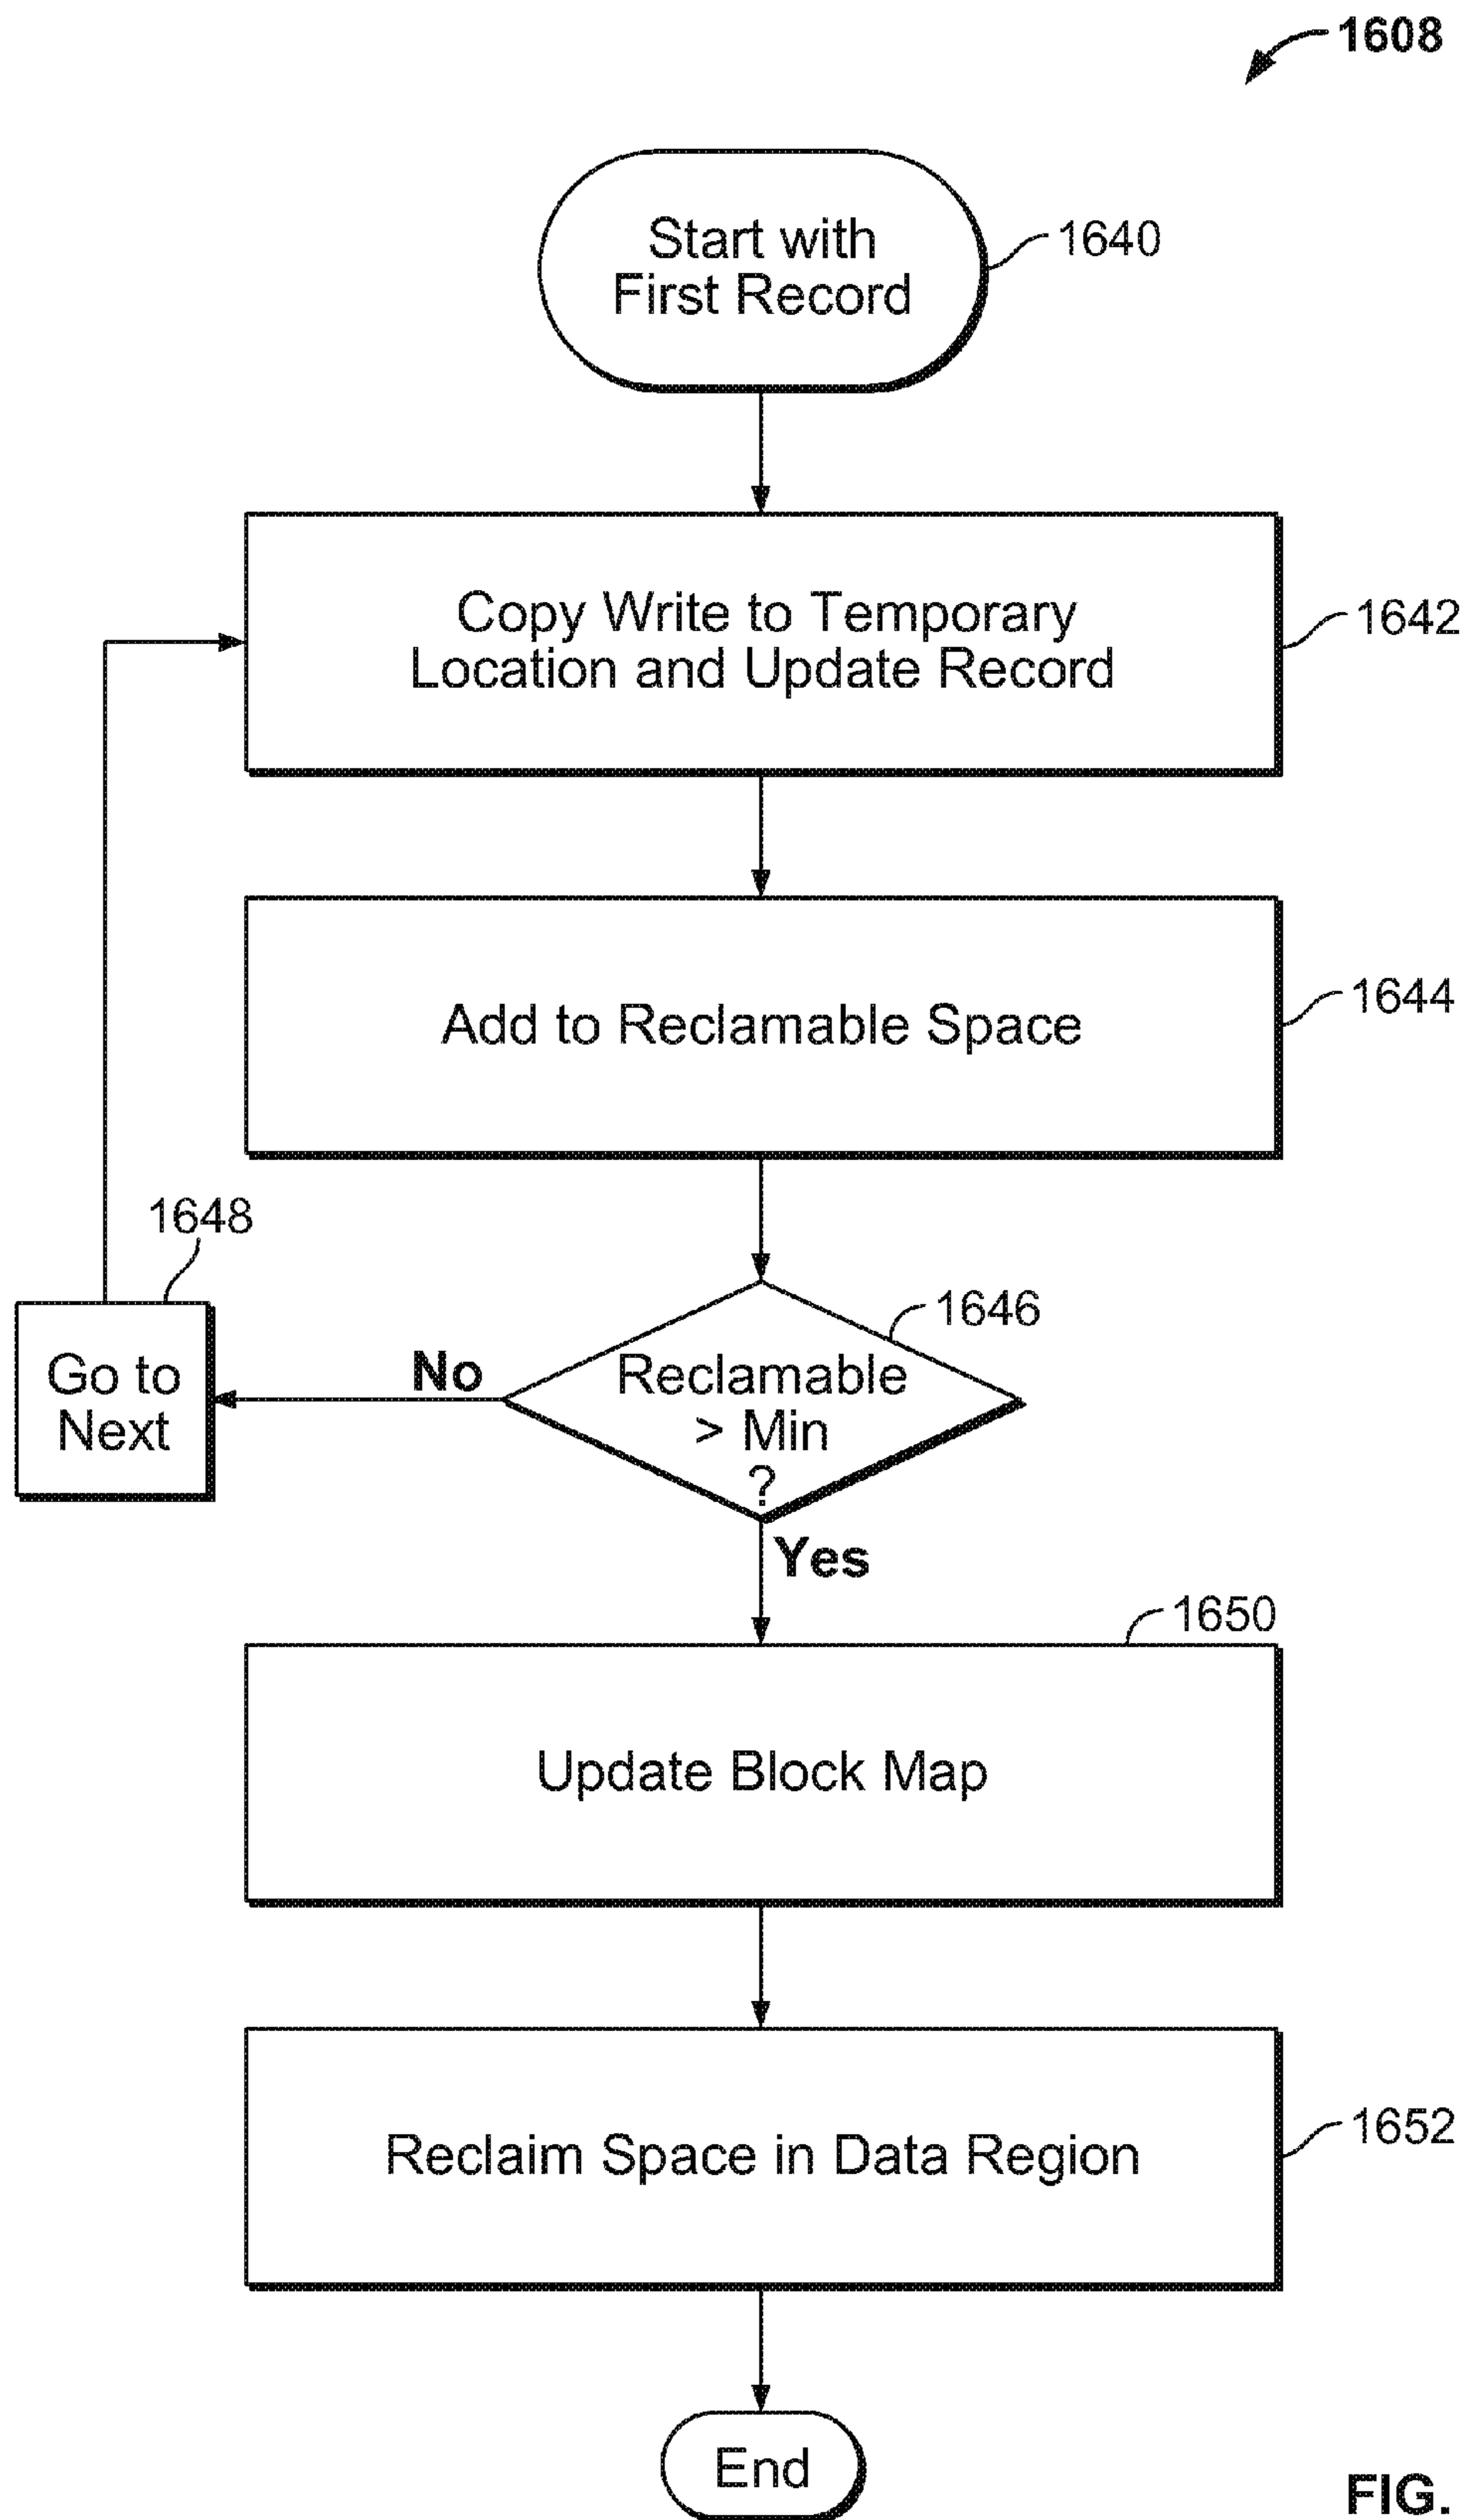 1608
Start with
First Record
1640
Copy Write to Temporary
Location and Update Record
1642
Add to Reclamable Space
1644
1648
1646
Go to
Next
No
Reclamable
> Min
?
Yes
1650
Update Block Map
Reclaim Space in Data Region
1652
End
FIG.